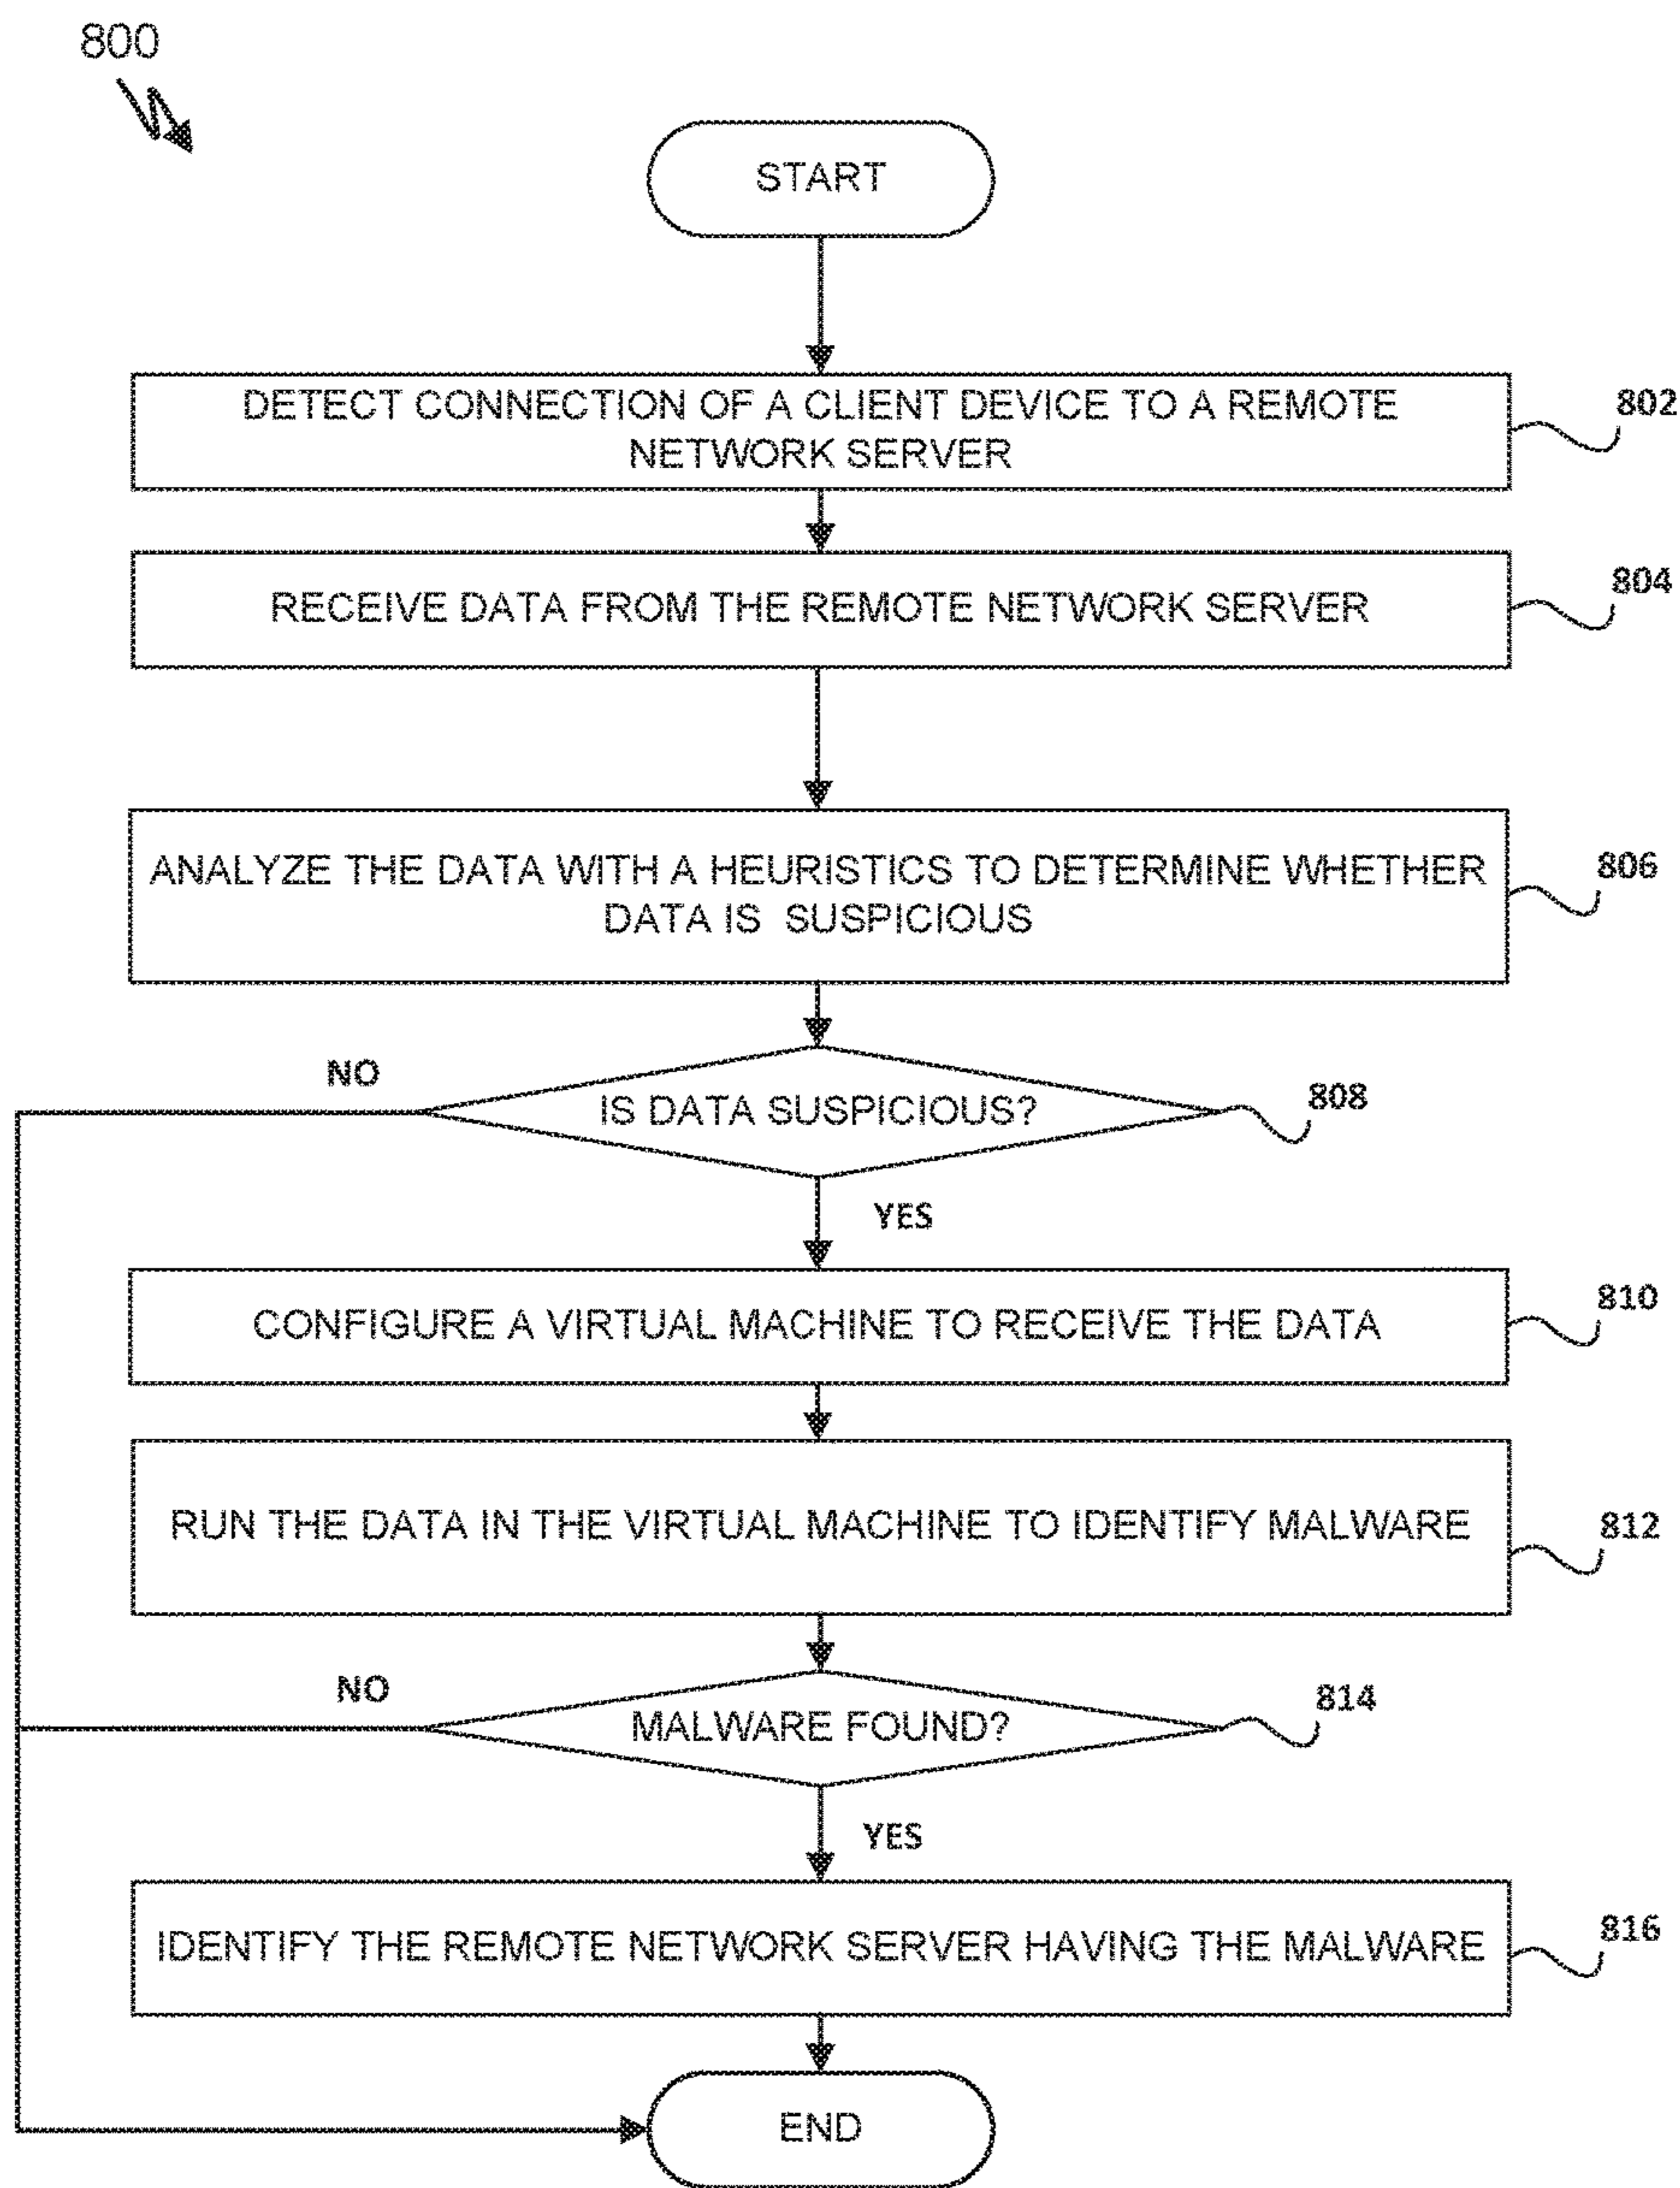 800
START
DETECT CONNECTION OF A CLIENT DEVICE TO A REMOTE
NETWORK SERVER
802
RECEIVE DATA FROM THE REMOTE NETWORK SERVER
804
ANALYZE THE DATA WITH A HEURISTICS TO DETERMINE WHETHER
DATA IS SUSPICIOUS
806
NO
IS DATA SUSPICIOUS?
808
YES
CONFIGURE A VIRTUAL MACHINE TO RECEIVE THE DATA
810
RUN THE DATA IN THE VIRTUAL MACHINE TO IDENTIFY MALWARE
812
NO
MALWARE FOUND?
814
YES
IDENTIFY THE REMOTE NETWORK SERVER HAVING THE MALWARE
816
END